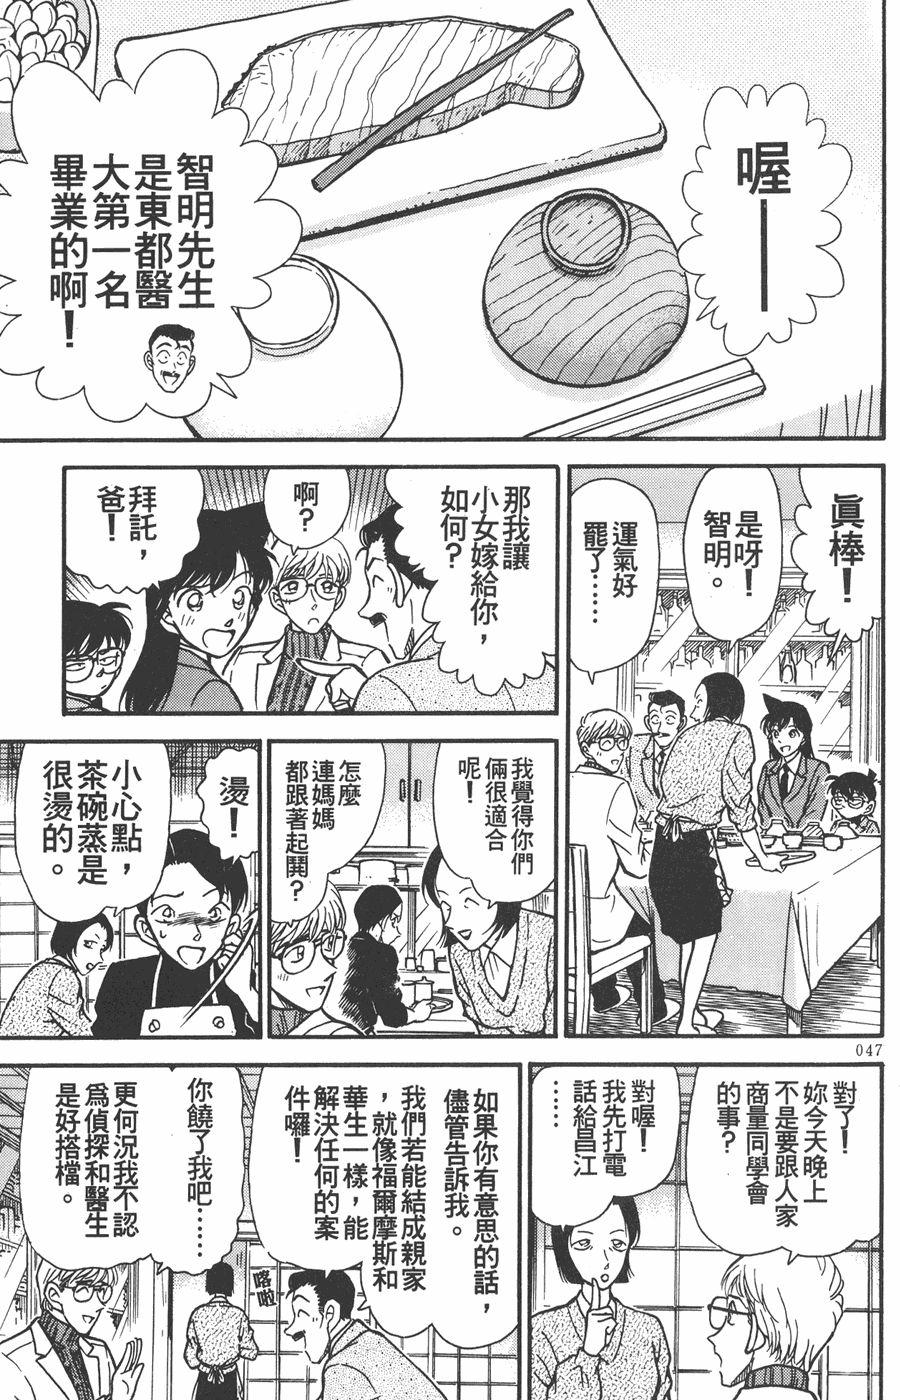 喔——
智明先生
是東都醫
大第一名
畢業的啊！
眞棒！
是呀！
智明。
運氣好
罷了……
那我讓
小女嫁給你，
如何？
啊？
拜託，
爸！
我覺得你們
倆很適合
呢！
怎麼
連媽媽
都跟著起鬨？
燙！
小心點，
茶碗蒸是
很燙的。
047
對了！
妳今天晚上
不是要跟人家
商量同學會
的事？
對喔！
我先打電
話給昌江
……
如果你有意思的話，
儘管告訴我。
我們若能結成親家
，就像福爾摩斯和
華生一樣，能
解決任何的案
件囉！
喀啦
你饒了我吧……
更何況我不認
爲偵探和醫生
是好搭檔。